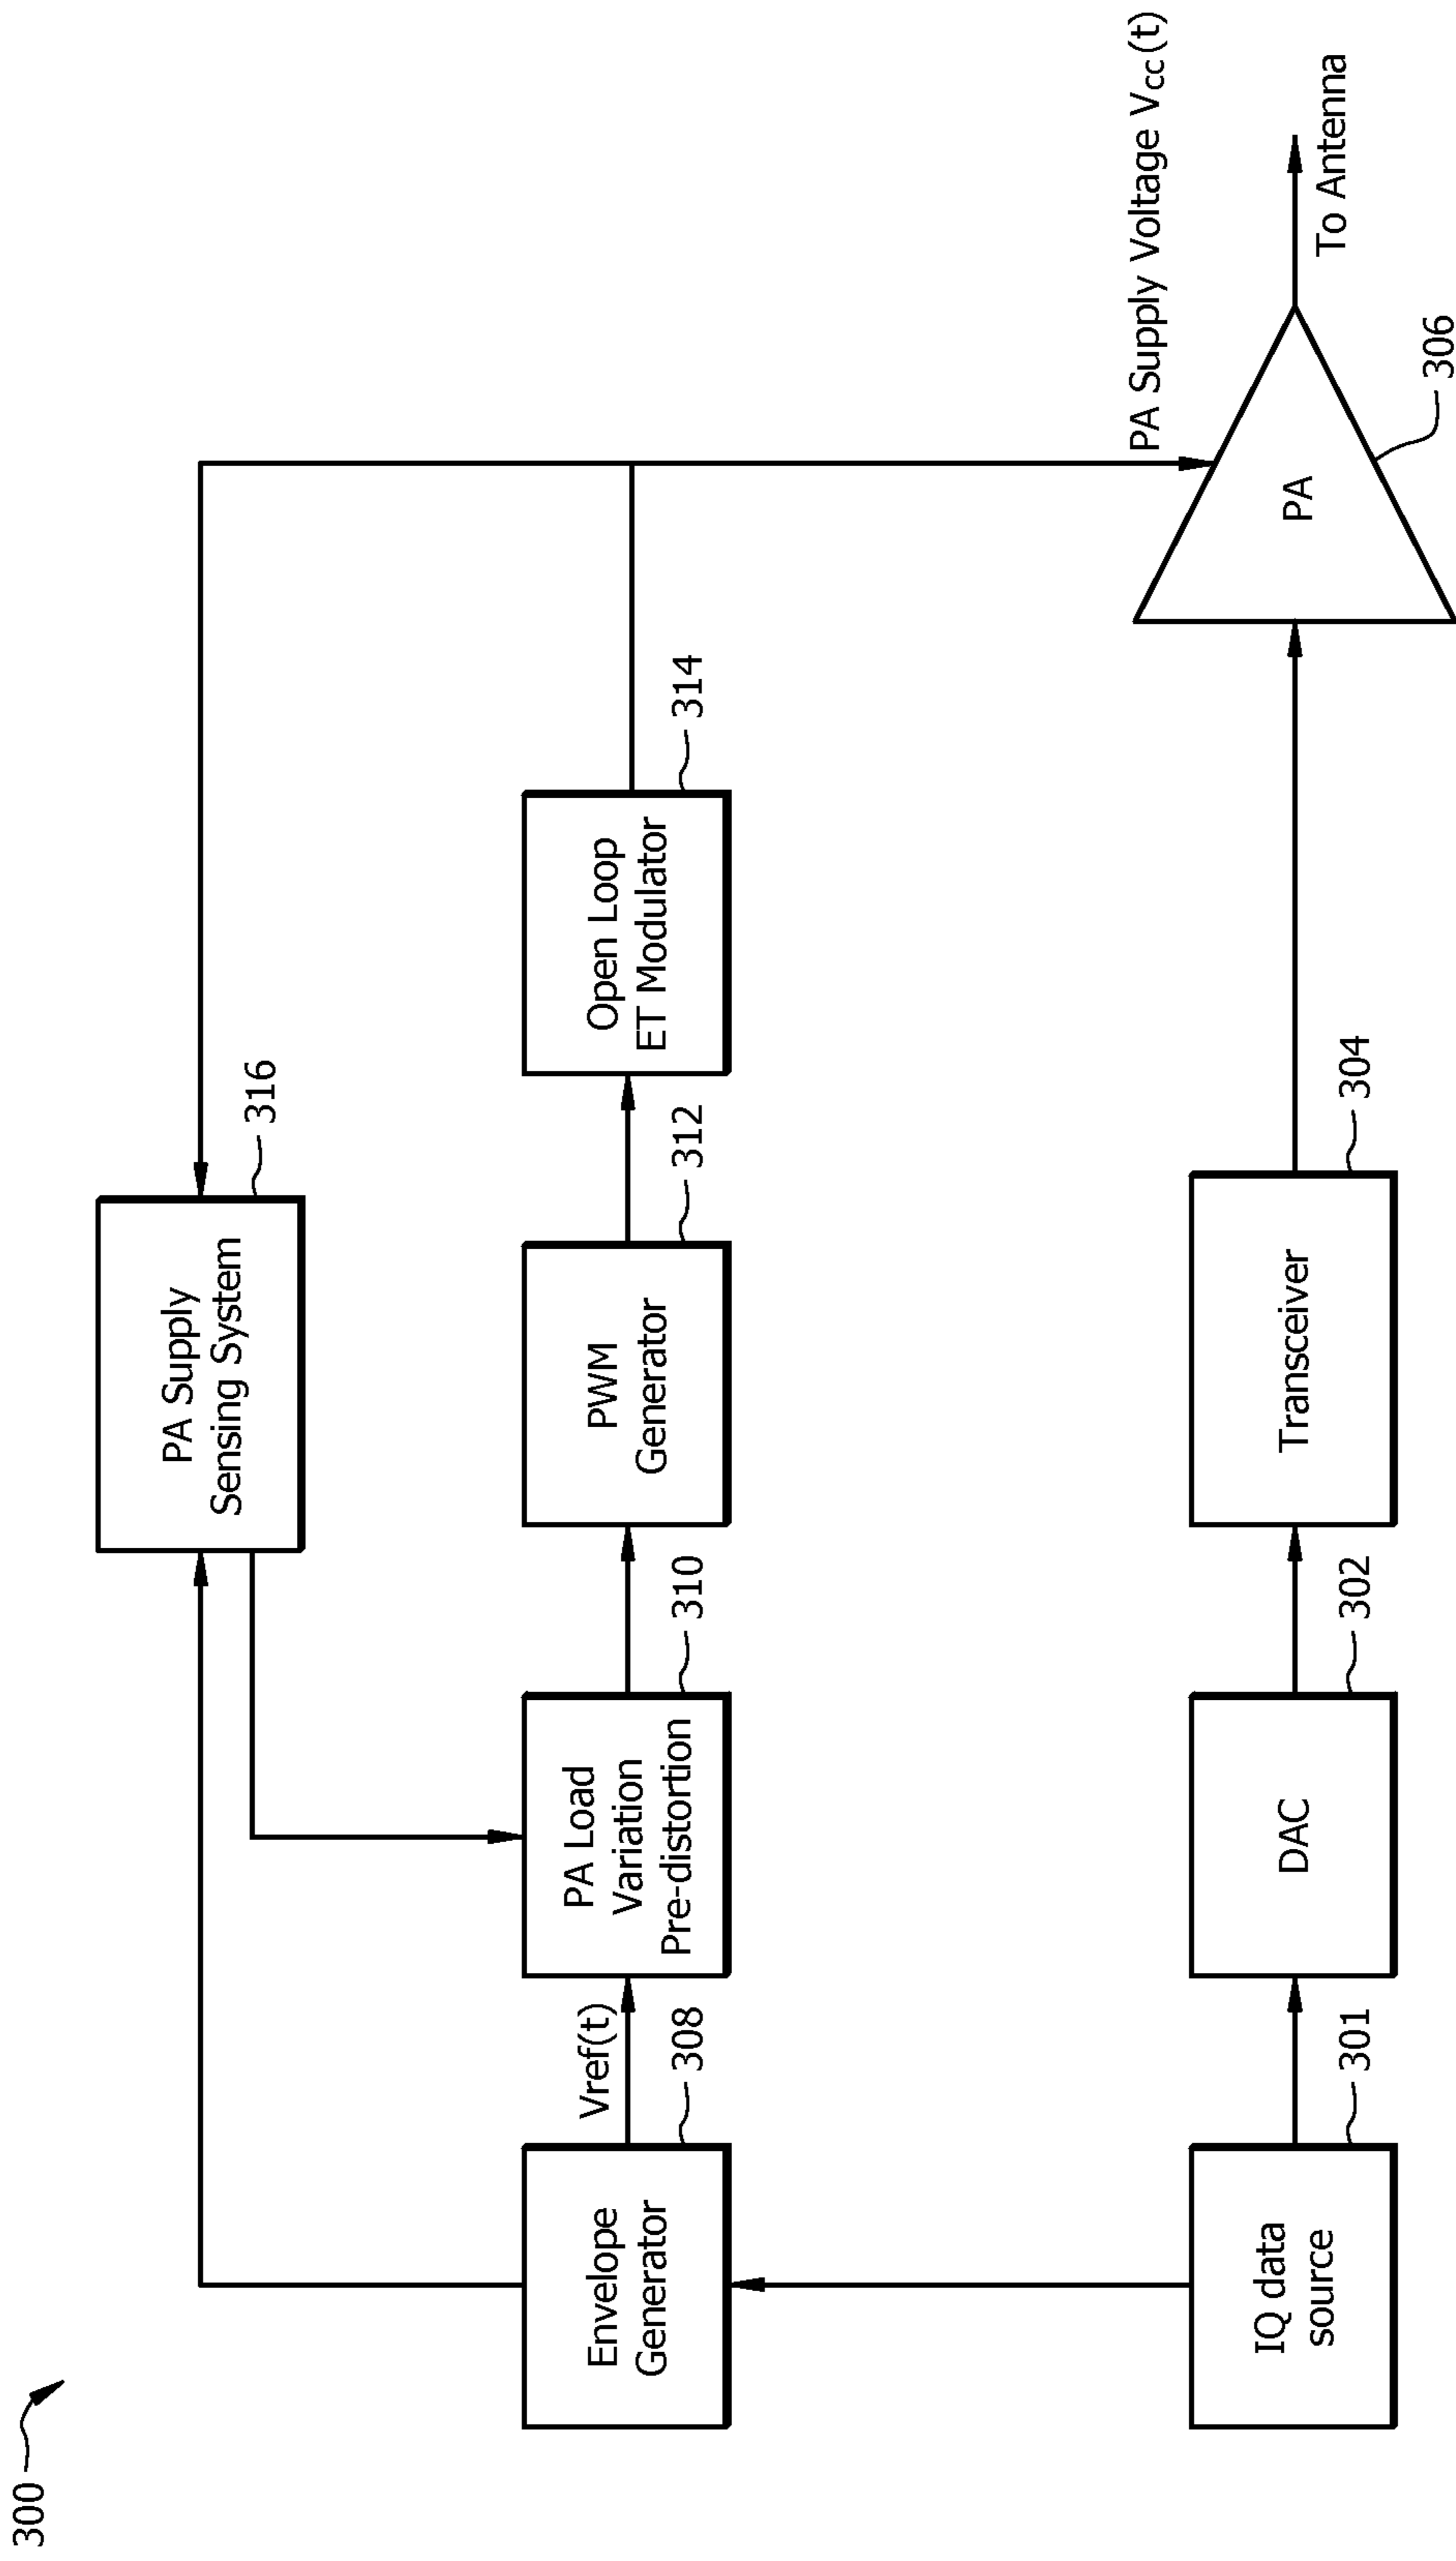 300
PA Supply
Sensing System
316
Envelope
Generator
308
Vref(t)
PA Load
Variation
Pre-distortion
310
PWM
Generator
312
Open Loop
ET Modulator
314
PA Supply Voltage Vcc(t)
IQ data
source
301
DAC
302
Transceiver
304
PA
306
To Antenna